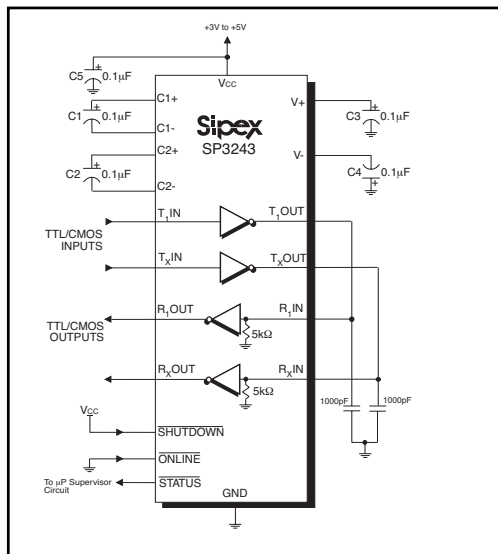 +3V to +5V
VCC
C5 + 0.1µF
C1+
C1 + 0.1µF
C1-
C2+
C2 + 0.1µF
C2-
Sipex
SP3243
V+
C3 + 0.1µF
V-
C4 0.1µF +
TTL/CMOS
INPUTS
T1IN
T1OUT
TXIN
TXOUT
TTL/CMOS
OUTPUTS
R1OUT
R1IN
5kΩ
RXOUT
RXIN
5kΩ
1000pF
1000pF
VCC
SHUTDOWN
ONLINE
To µP Supervisor
Circuit
STATUS
GND